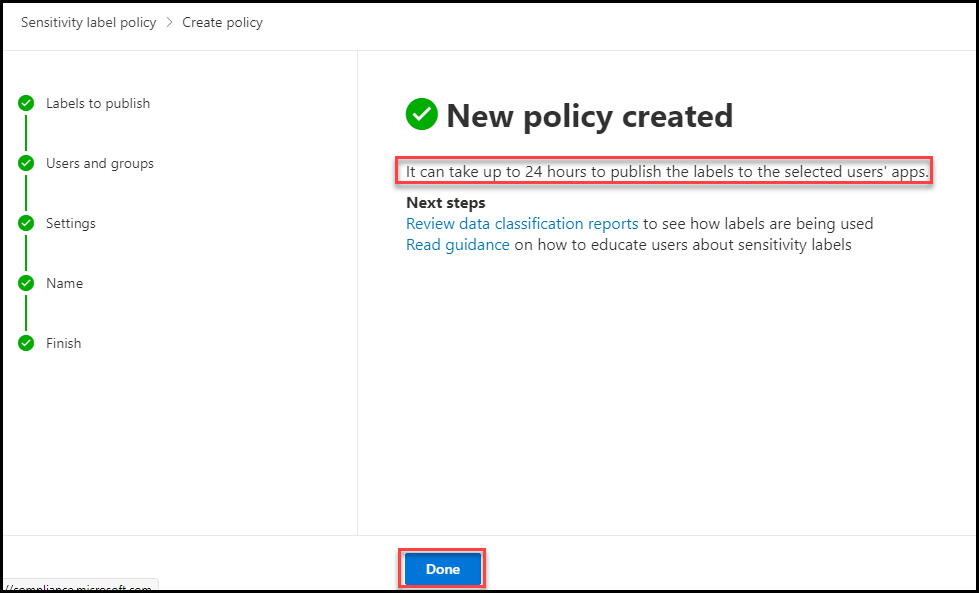 Sensitivity label policy > Create policy
Labels to publish
Users and groups
Settings
Name
Finish
New policy created
It can take up to 24 hours to publish the labels to the selected users' apps.
Next steps
Review data classification reports to see how labels are being used
Read guidance on how to educate users about sensitivity labels
Done
//compliance.microsoft.com